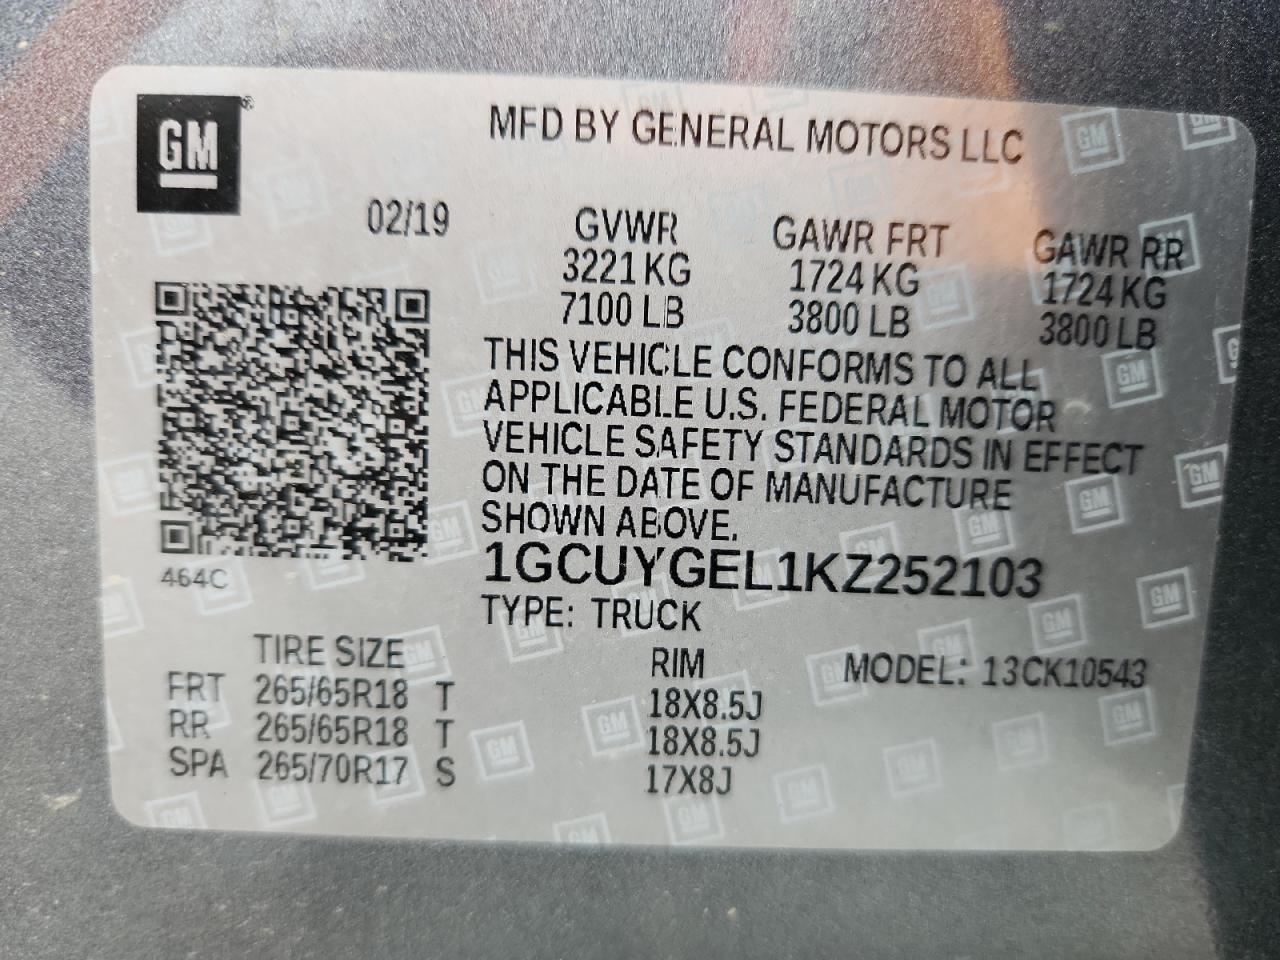 GM®
MFD BY GENERAL MOTORS LLC
02/19 GVWR GAWR FRT GAWR RR
3221 KG 1724 KG 1724 KG
7100 LB 3800 LB 3800 LB
THIS VEHICLE CONFORMS TO ALL
APPLICABLE U.S. FEDERAL MOTOR
VEHICLE SAFETY STANDARDS IN EFFECT
ON THE DATE OF MANUFACTURE
SHOWN ABOVE.
1GCUYGEL1KZ252103
464C
TYPE: TRUCK
TIRE SIZE RIM MODEL: 13CK10543
FRT 265/65R18 T 18X8.5J
RR 265/65R18 T 18X8.5J
SPA 265/70R17 S 17X8J